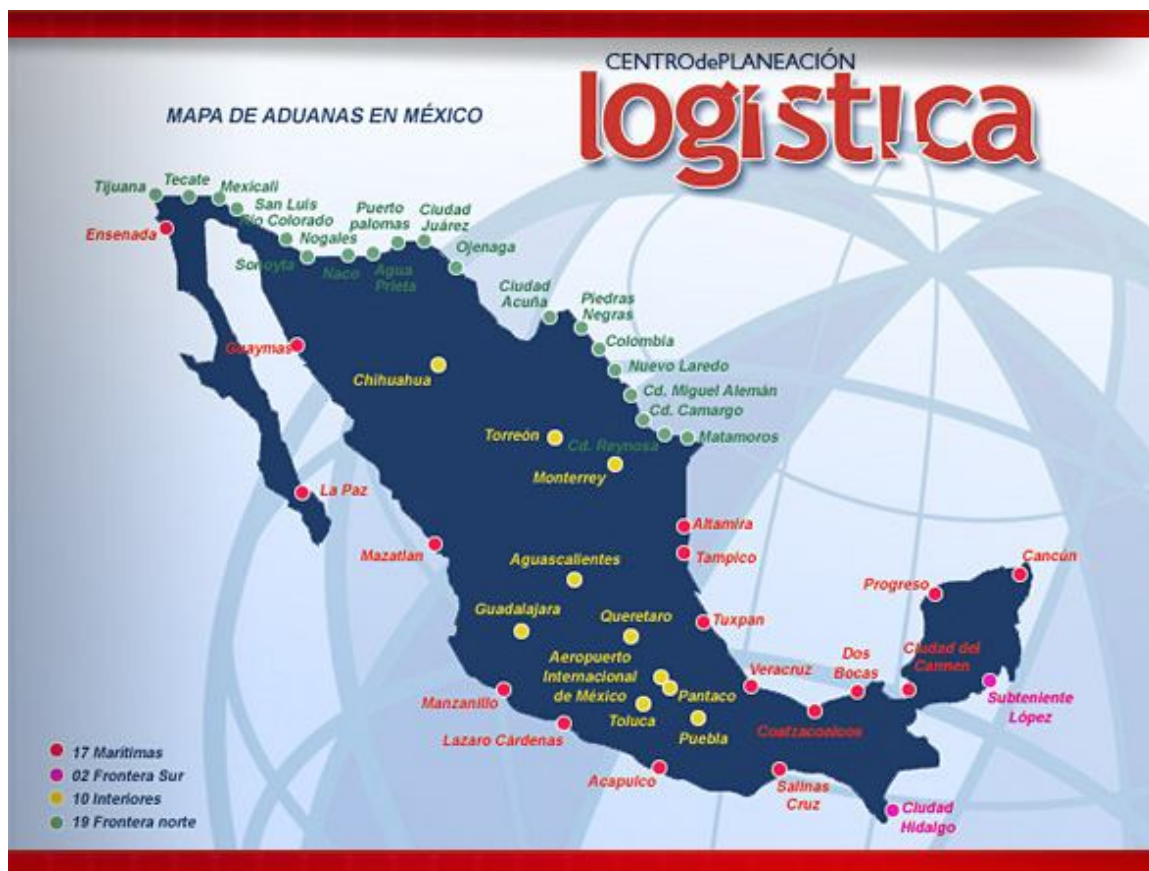 CENTROdePLANEACIÓN
logística
MAPA DE ADUANAS EN MÉXICO
Tijuana
Tecate
Mexicali
San Luis
Rio Colorado
Ensenada
Sonoyta
Nogales
Naco
Agua
Prieta
Puerto
palomas
Ciudad
Juárez
Ojenaga
Ciudad
Acuña
Piedras
Negras
Colombia
Nuevo Laredo
Cd. Miguel Alemán
Cd. Camargo
Cd. Reynosa
Matamoros
Guaymas
Chihuahua
Torreón
Monterrey
La Paz
Mazatlan
Altamira
Tampico
Aguascalientes
Guadalajara
Queretaro
Tuxpan
Aeropuerto
Internacional
de México
Pantaco
Toluca
Puebla
Manzanillo
Lazaro Cárdenas
Acapulco
Veracruz
Coatzaconlcos
Dos
Bocas
Ciudad del
Carmen
Progreso
Cancún
Subteniente
López
Salinas
Cruz
Ciudad
Hidalgo
17 Marítimas
02 Frontera Sur
10 Interiores
19 Frontera norte